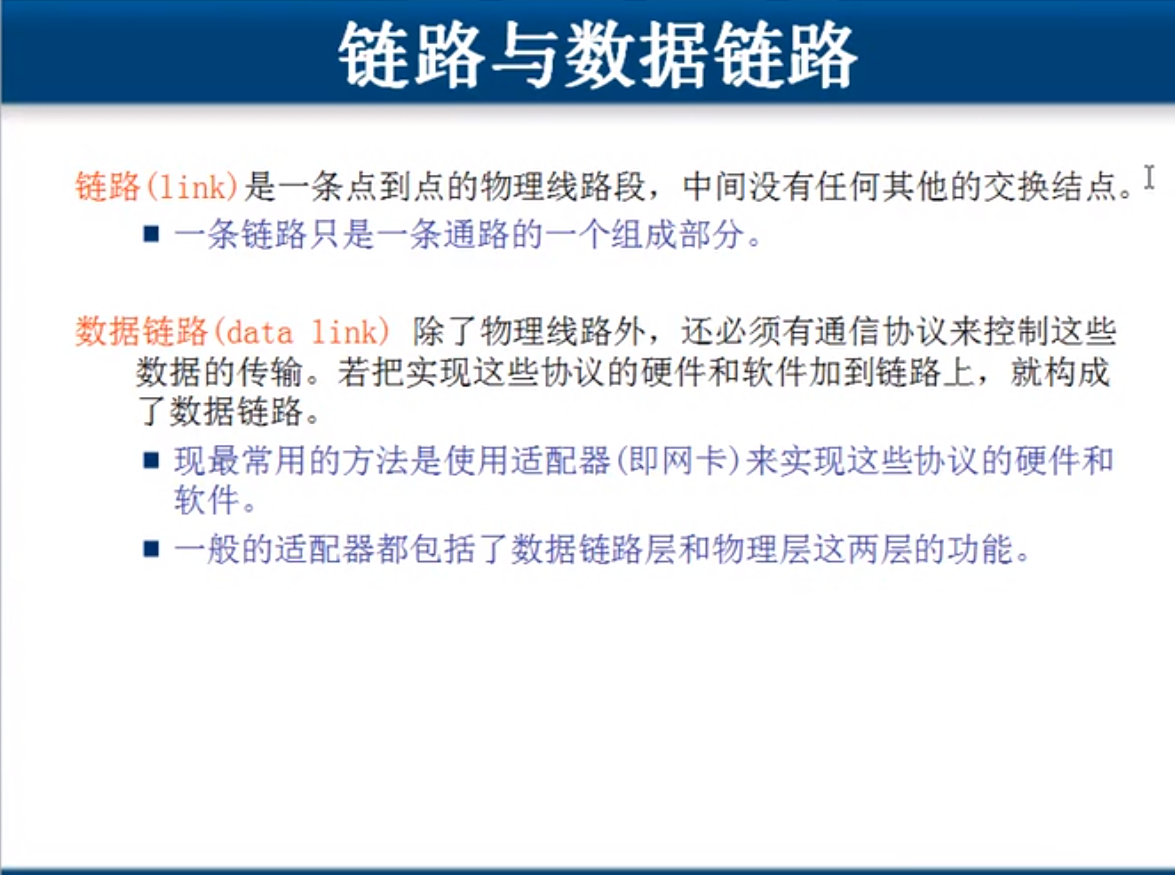 链路与数据链路
链路(link)是一条点到点的物理线路段，中间没有任何其他的交换结点。
■ 一条链路只是一条通路的一个组成部分。
数据链路(data link) 除了物理线路外，还必须有通信协议来控制这些
数据的传输。若把实现这些协议的硬件和软件加到链路上，就构成
了数据链路。
■ 现最常用的方法是使用适配器(即网卡)来实现这些协议的硬件和
软件。
■ 一般的适配器都包括了数据链路层和物理层这两层的功能。